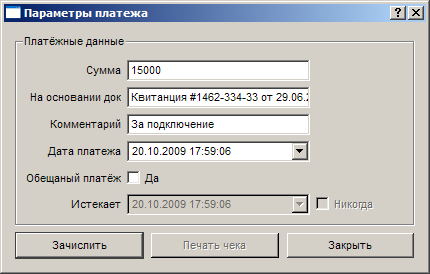 Параметры платежа
Платёжные данные
Сумма 15000
На основании док Квитанция #1462-334-33 от 29.06.2
Комментарий За подключение
Дата платежа 20.10.2009 17:59:06
Обещаный платёж Да
Истекает 20.10.2009 17:59:06 Никогда
Зачислить Печать чека Закрыть